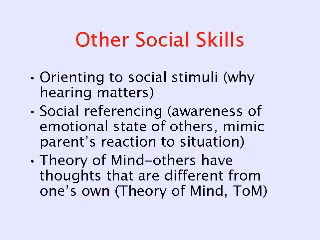 Other Social Skills
• Orienting to social stimuli (why
hearing matters)
• Social referencing (awareness of
emotional state of others, mimic
parent's reaction to situation)
• Theory of Mind-others have
thoughts that are different from
one's own (Theory of Mind, ToM)